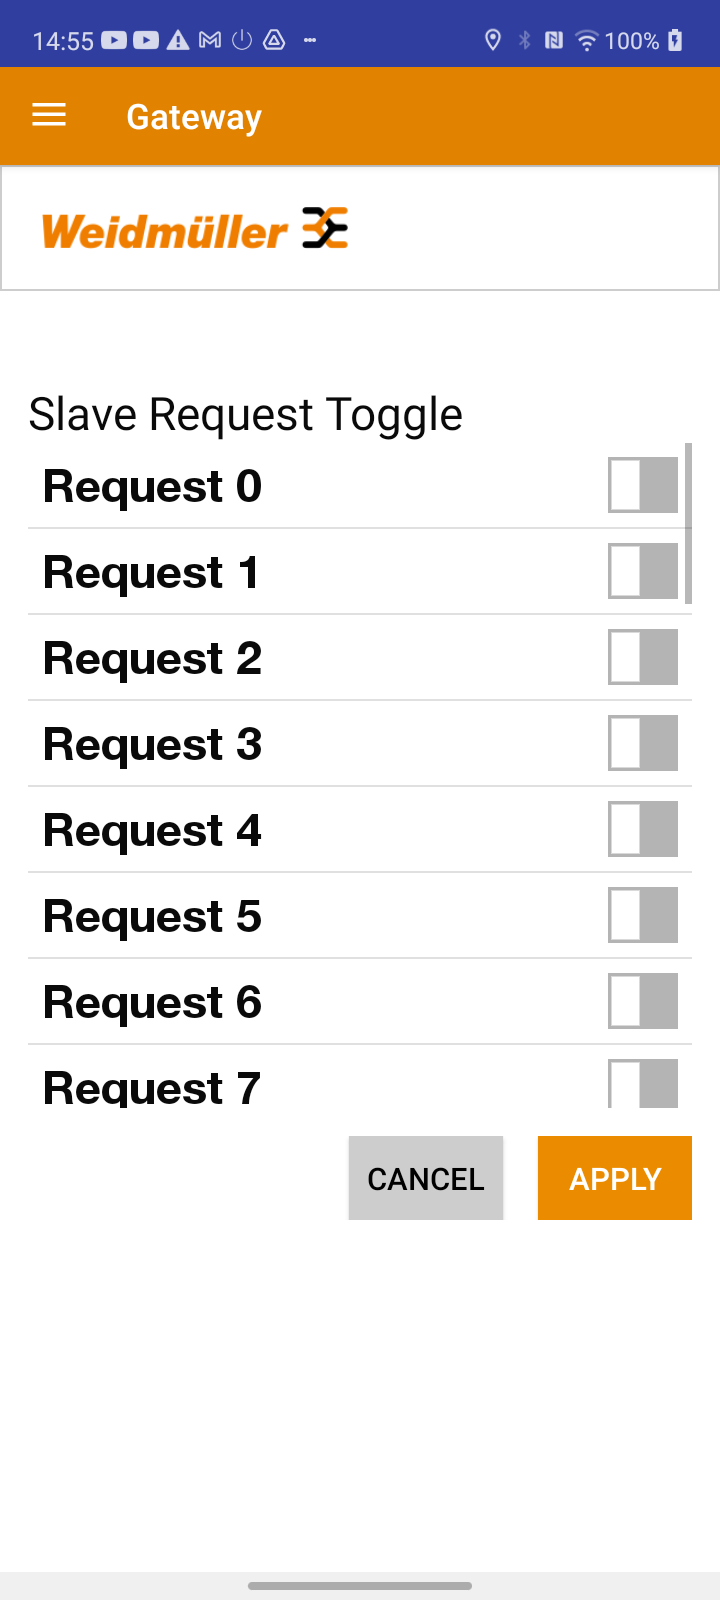 14:55 100%
Gateway
Weidmüller
Slave Request Toggle
Request 0
Request 1
Request 2
Request 3
Request 4
Request 5
Request 6
Request 7
CANCEL APPLY